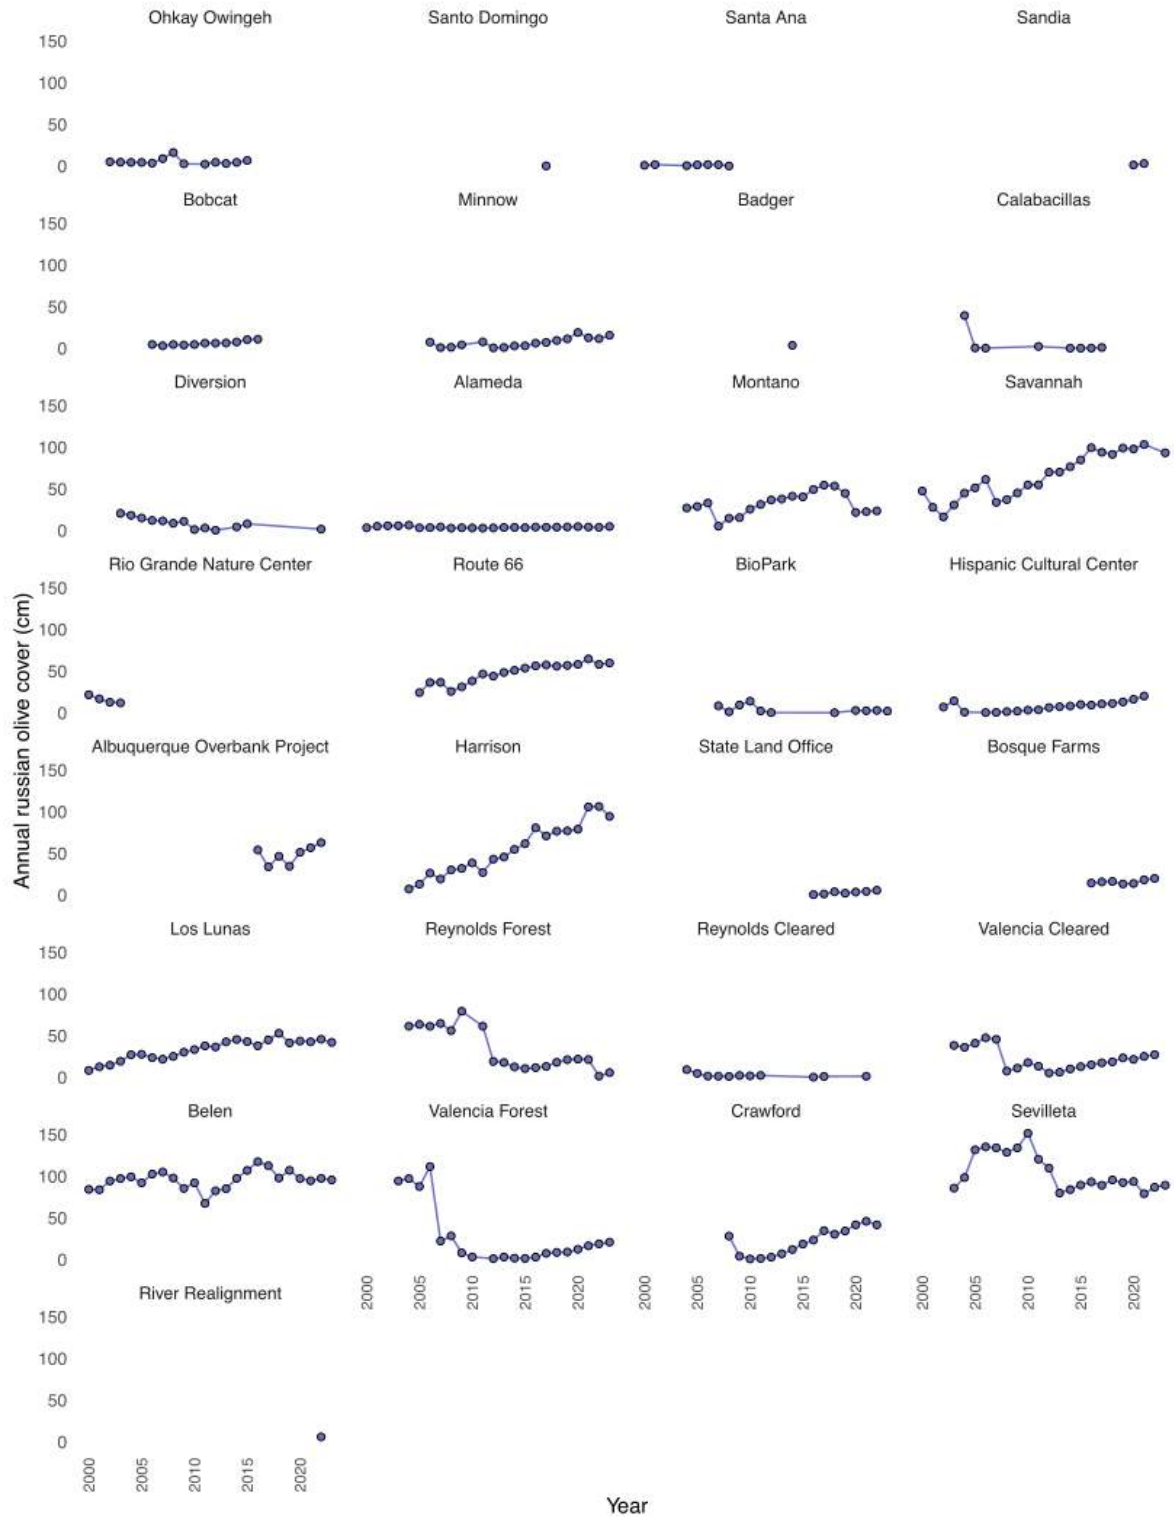 Ohkay Owingeh Santo Domingo Santa Ana Sandia
150
100
50
0
Bobcat Minnow Badger Calabacillas
150
100
50
0
Diversion Alameda Montano Savannah
150
100
50
0
Rio Grande Nature Center Route 66 BioPark Hispanic Cultural Center
150
100
50
0
Albuquerque Overbank Project Harrison State Land Office Bosque Farms
150
100
50
0
Los Lunas Reynolds Forest Reynolds Cleared Valencia Cleared
150
100
50
0
Belen Valencia Forest Crawford Sevilleta
150
100
50
0
2000 2005 2010 2015 2020 2000 2005 2010 2015 2020 2000 2005 2010 2015 2020
River Realignment
150
100
50
0
2000 2005 2010 2015 2020
Annual russian olive cover (cm)
Year